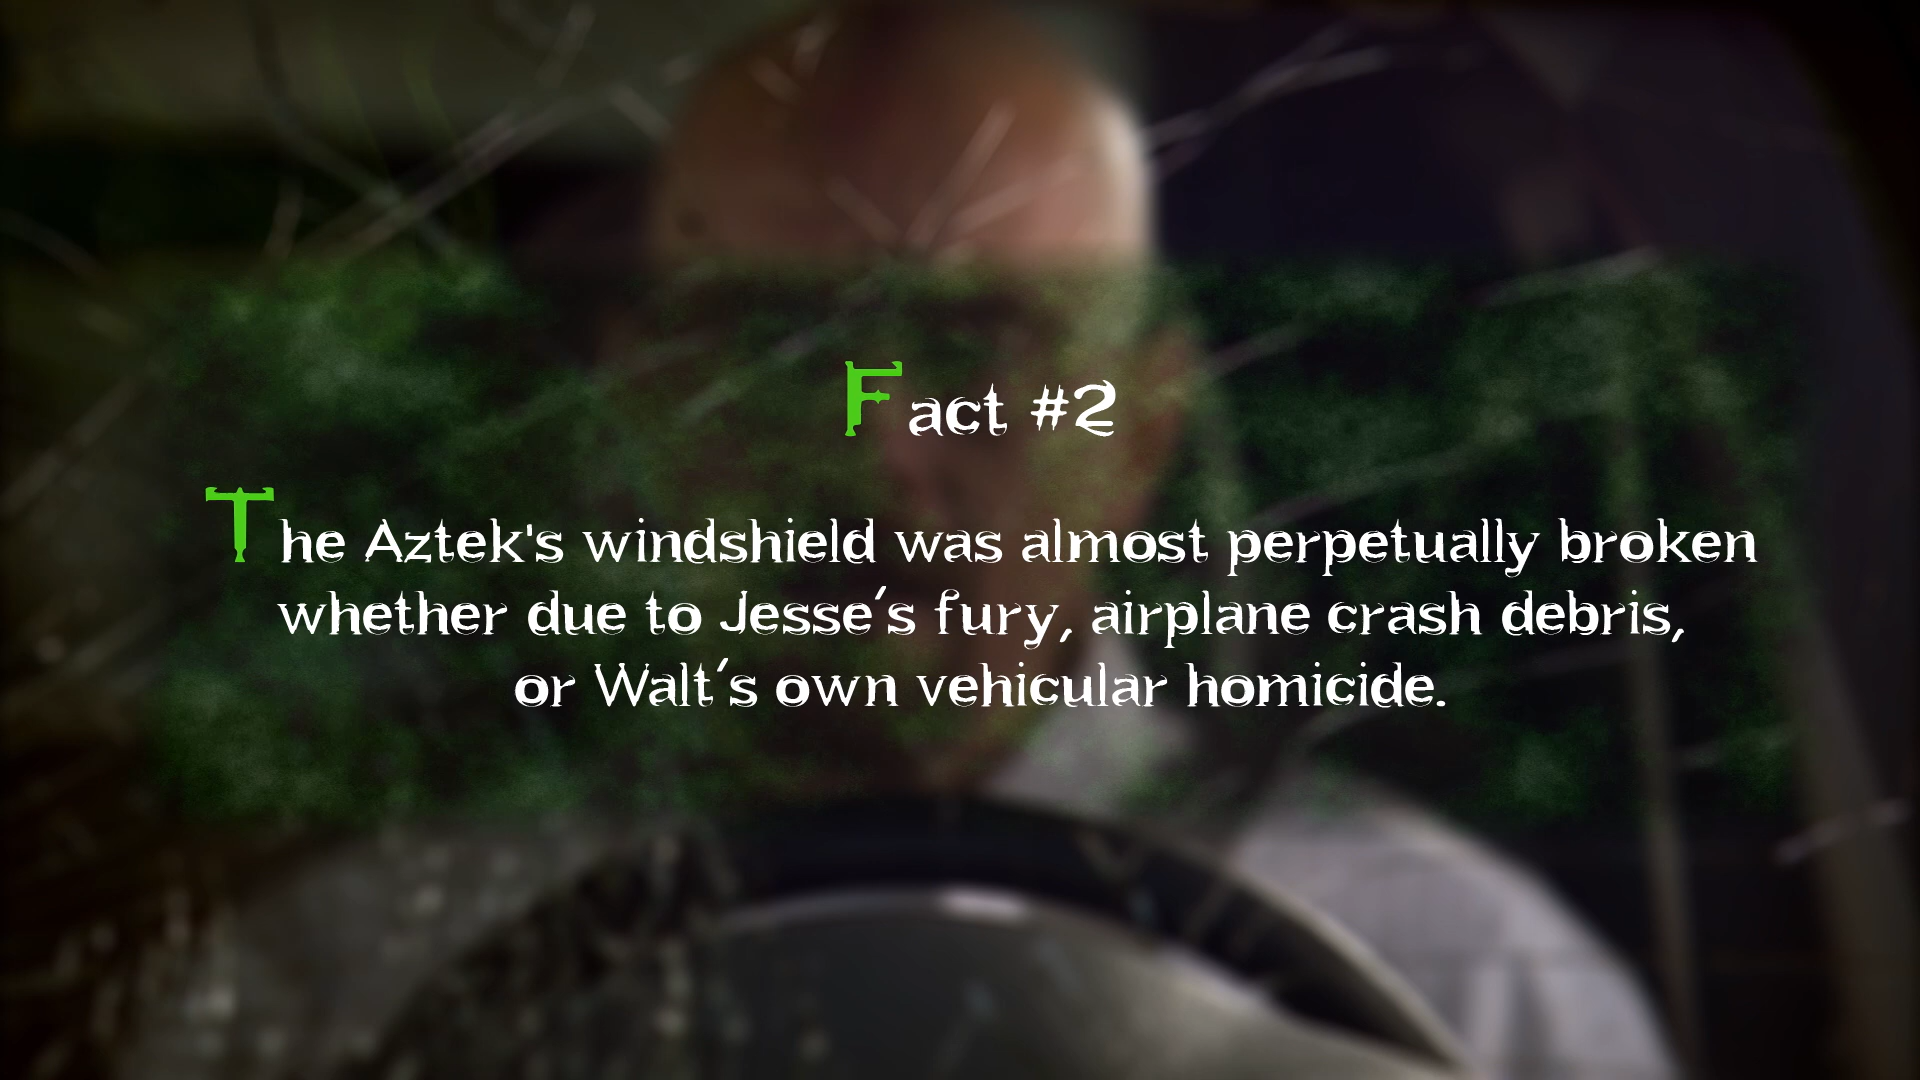 Fact #2
The Aztek's windshield was almost perpetually broken
whether due to Jesse's fury, airplane crash debris,
or Walt's own vehicular homicide.